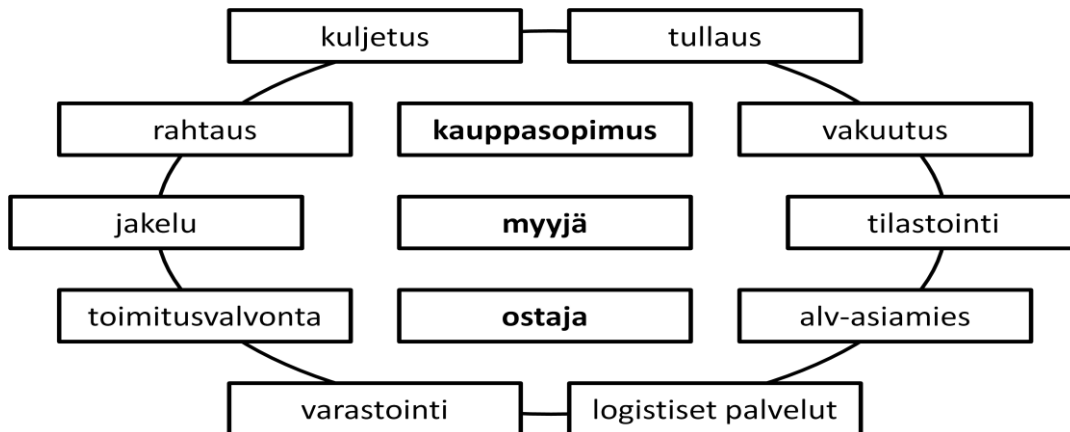 kuljetus
tullaus
rahtaus
kauppasopimus
vakuutus
jakelu
myyjä
tilastointi
toimitusvalvonta
ostaja
alv-asiamies
varastointi
logistiset palvelut